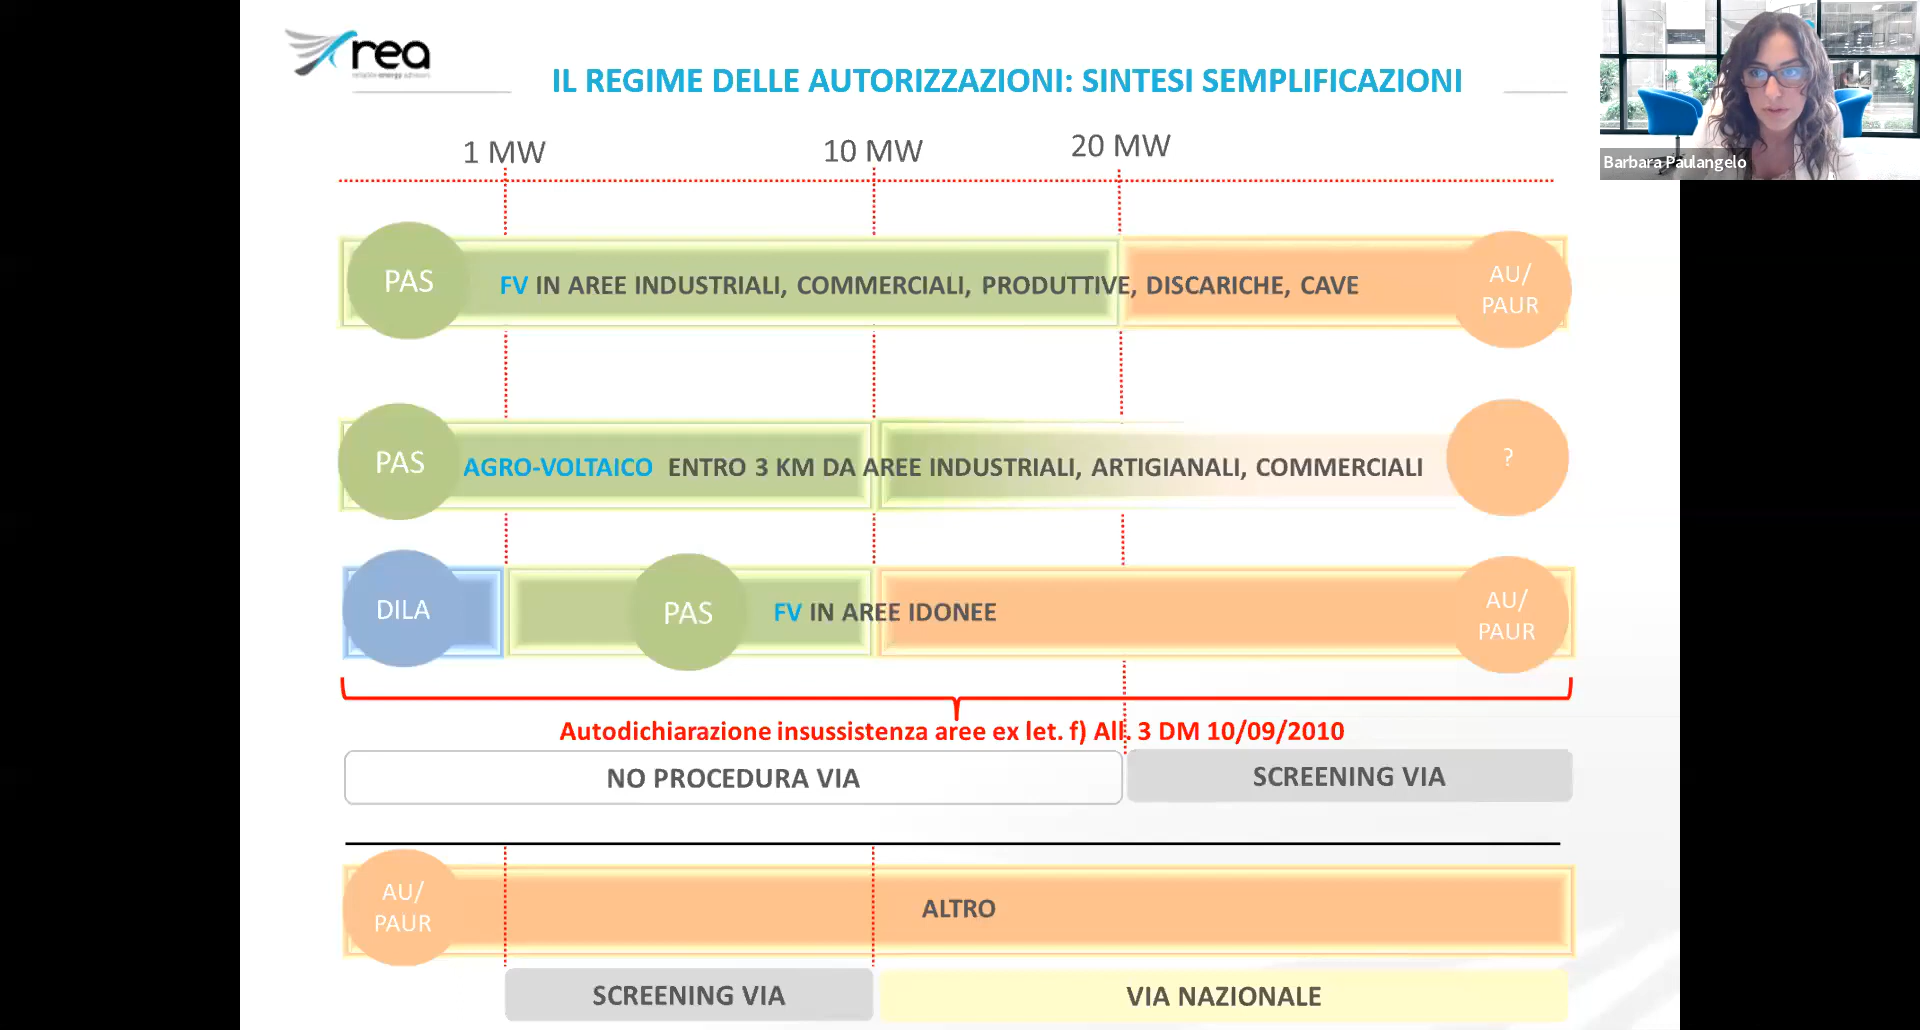 rea
reliable energy advisors
IL REGIME DELLE AUTORIZZAZIONI: SINTESI SEMPLIFICAZIONI
Barbara Paulangelo
1 MW
10 MW
20 MW
PAS
FV IN AREE INDUSTRIALI, COMMERCIALI, PRODUTTIVE, DISCARICHE, CAVE
AU/
PAUR
PAS
AGRO-VOLTAICO ENTRO 3 KM DA AREE INDUSTRIALI, ARTIGIANALI, COMMERCIALI
?
DILA
PAS
FV IN AREE IDONEE
AU/
PAUR
Autodichiarazione insussistenza aree ex let. f) All. 3 DM 10/09/2010
NO PROCEDURA VIA
SCREENING VIA
AU/
PAUR
ALTRO
SCREENING VIA
VIA NAZIONALE